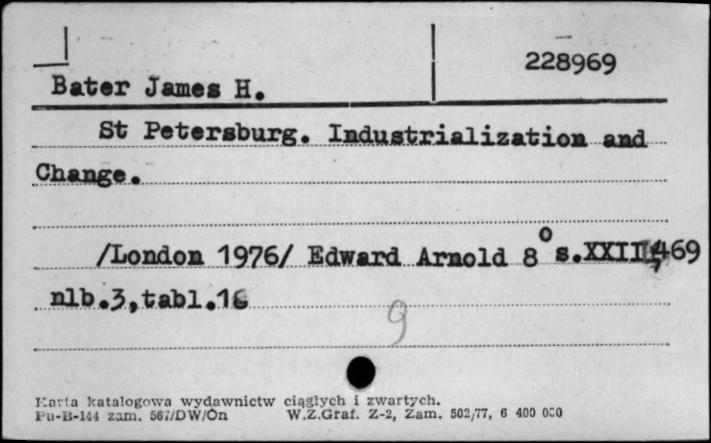 228969
Bater James H.
St Petersburg. Industrialization and
Change.
/London 1976/ Edward Arnold 8° s.XXIII,469
nlb.3,tabl.16
9
Karta katalogowa wydawnictw ciągłych i zwartych.
Pu-B-144 zam. 567/DW/On W.Z.Graf. Z-2, Zam. 502/77, 6 400 000